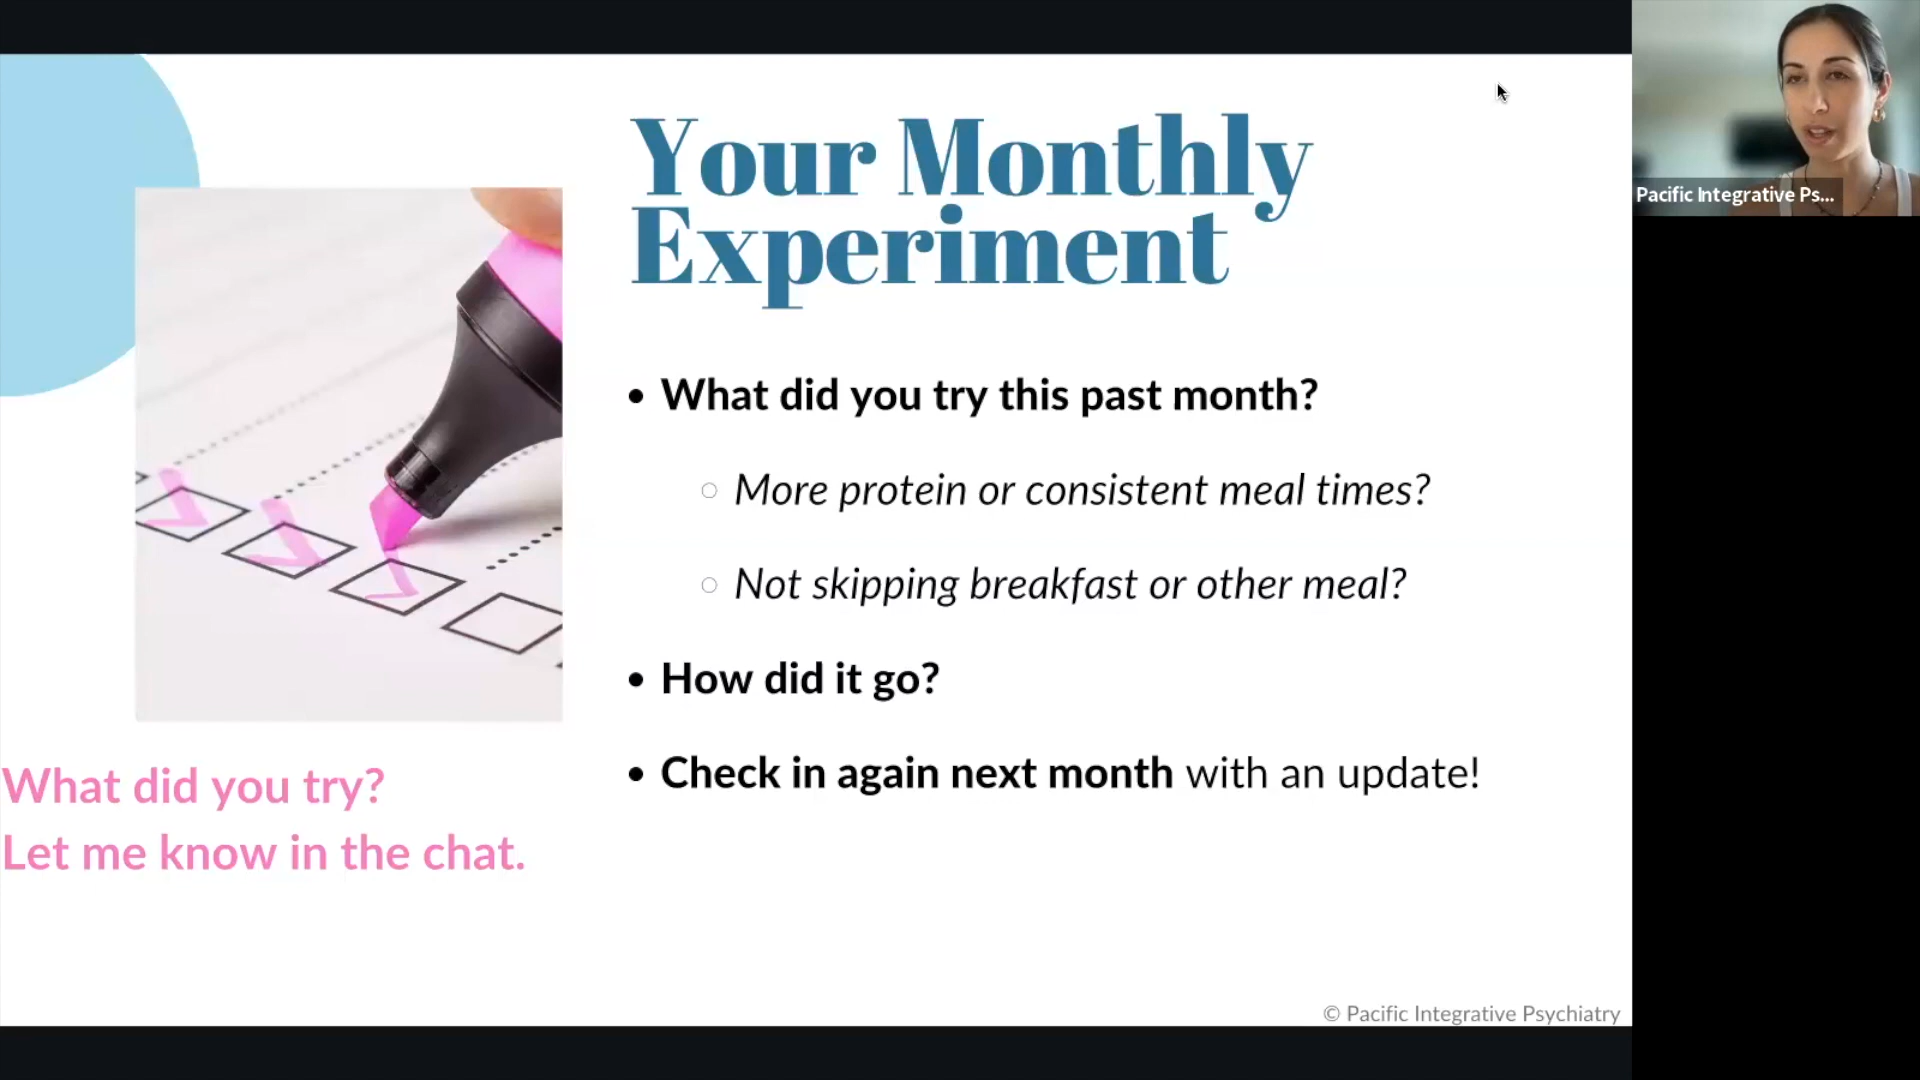 Your Monthly
Experiment
• What did you try this past month?
○ More protein or consistent meal times?
○ Not skipping breakfast or other meal?
• How did it go?
• Check in again next month with an update!
What did you try?
Let me know in the chat.
© Pacific Integrative Psychiatry
Pacific Integrative Ps...